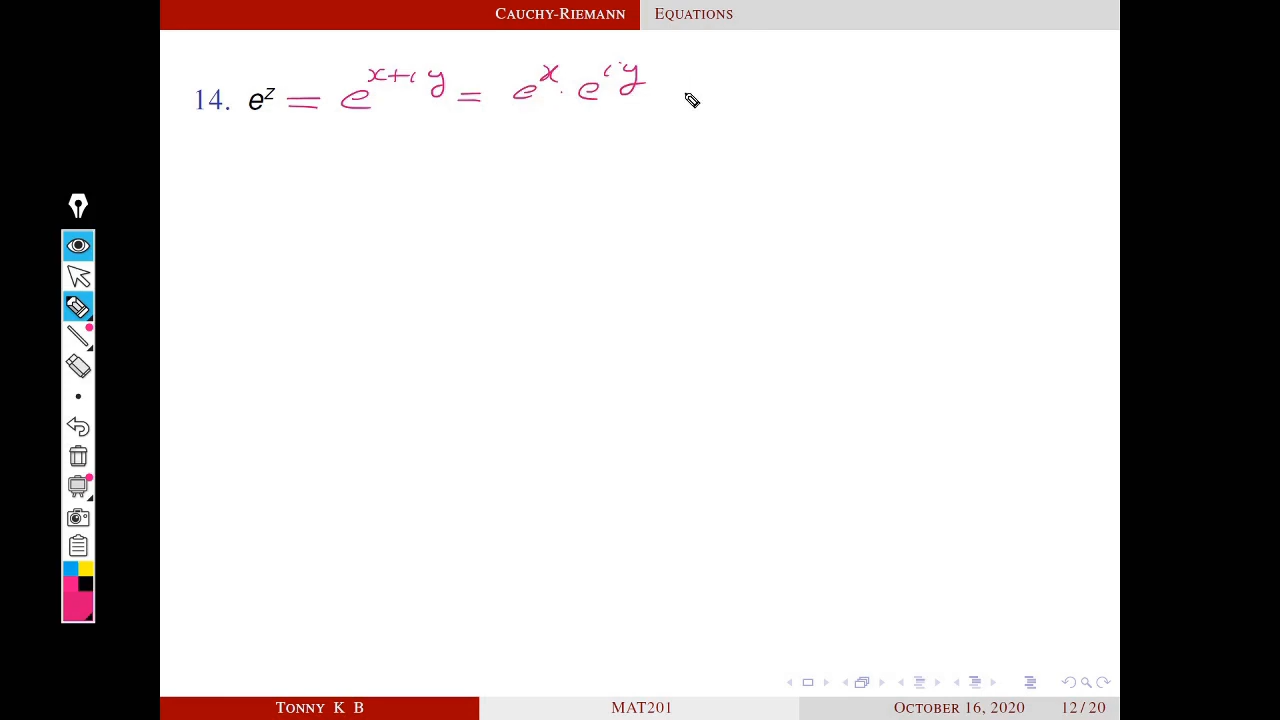 CAUCHY-RIEMANN EQUATIONS
14. e^z = e^{x+iy} = e^x . e^{iy}
TONNY K B MAT201 OCTOBER 16, 2020 12/20